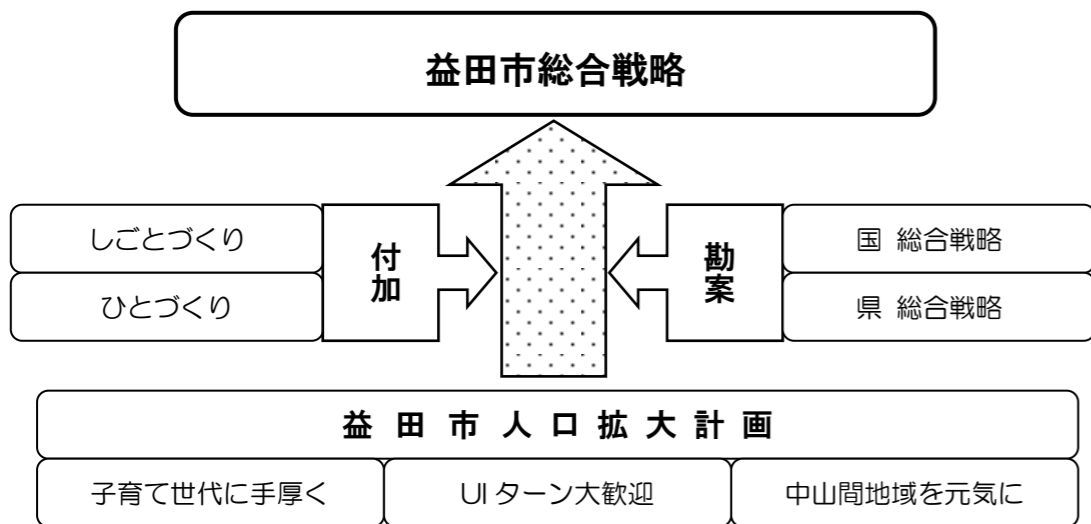 益田市総合戦略
しごとづくり
ひとづくり
付加
勘案
国 総合戦略
県 総合戦略
益田市人口拡大計画
子育て世代に手厚く
UIターン大歓迎
中山間地域を元気に